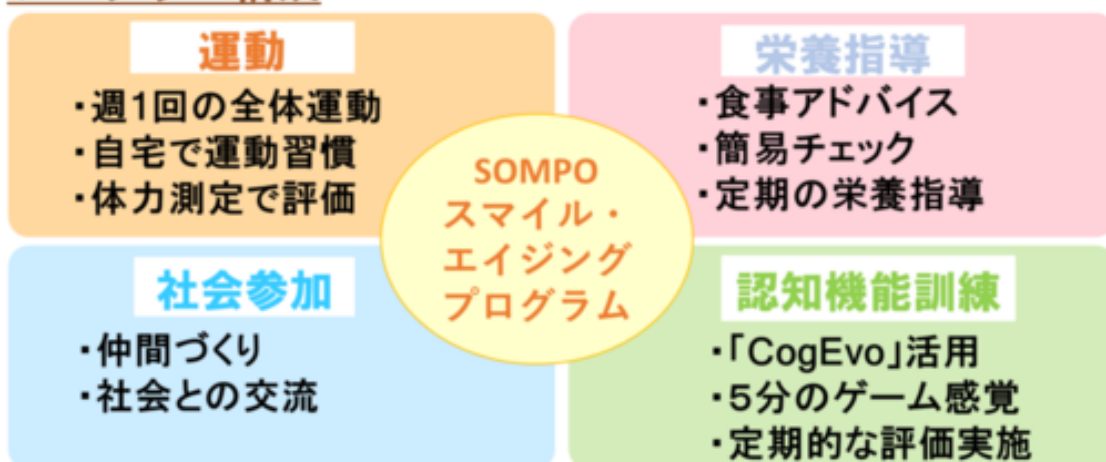 運動
・週1回の全体運動
・自宅で運動習慣
・体力測定で評価
栄養指導
・食事アドバイス
・簡易チェック
・定期の栄養指導
SOMPO
スマイル・
エイジング
プログラム
社会参加
・仲間づくり
・社会との交流
認知機能訓練
・「CogEvo」活用
・5分のゲーム感覚
・定期的な評価実施